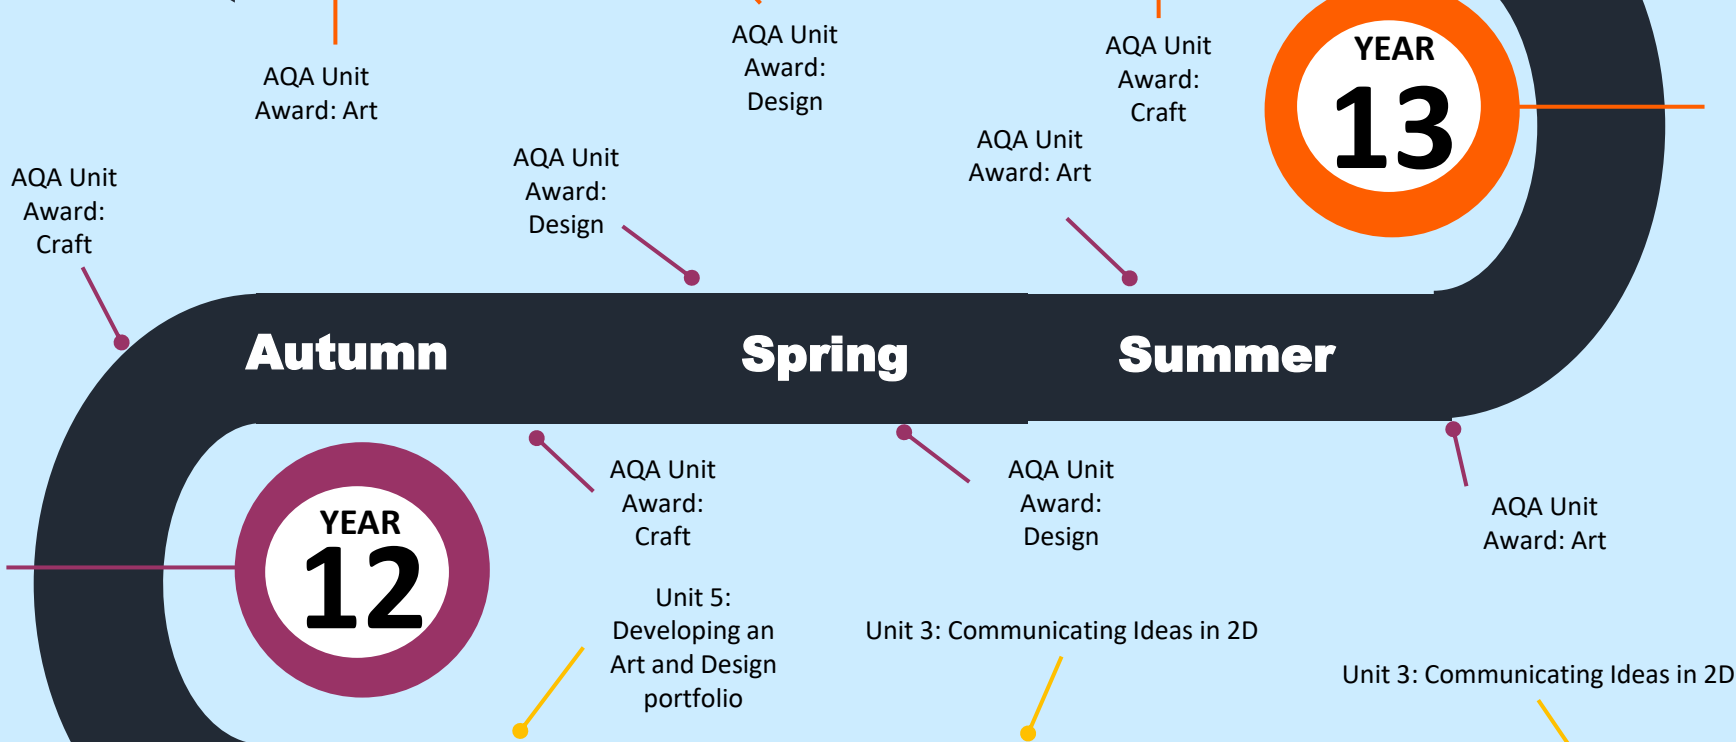 AQA Unit
Award: Art
AQA Unit
Award:
Design
AQA Unit
Award:
Craft
YEAR
13
AQA Unit
Award:
Craft
AQA Unit
Award:
Design
AQA Unit
Award: Art
Autumn
Spring
Summer
YEAR
12
AQA Unit
Award:
Craft
AQA Unit
Award:
Design
AQA Unit
Award: Art
Unit 5:
Developing an
Art and Design
portfolio
Unit 3: Communicating Ideas in 2D
Unit 3: Communicating Ideas in 2D